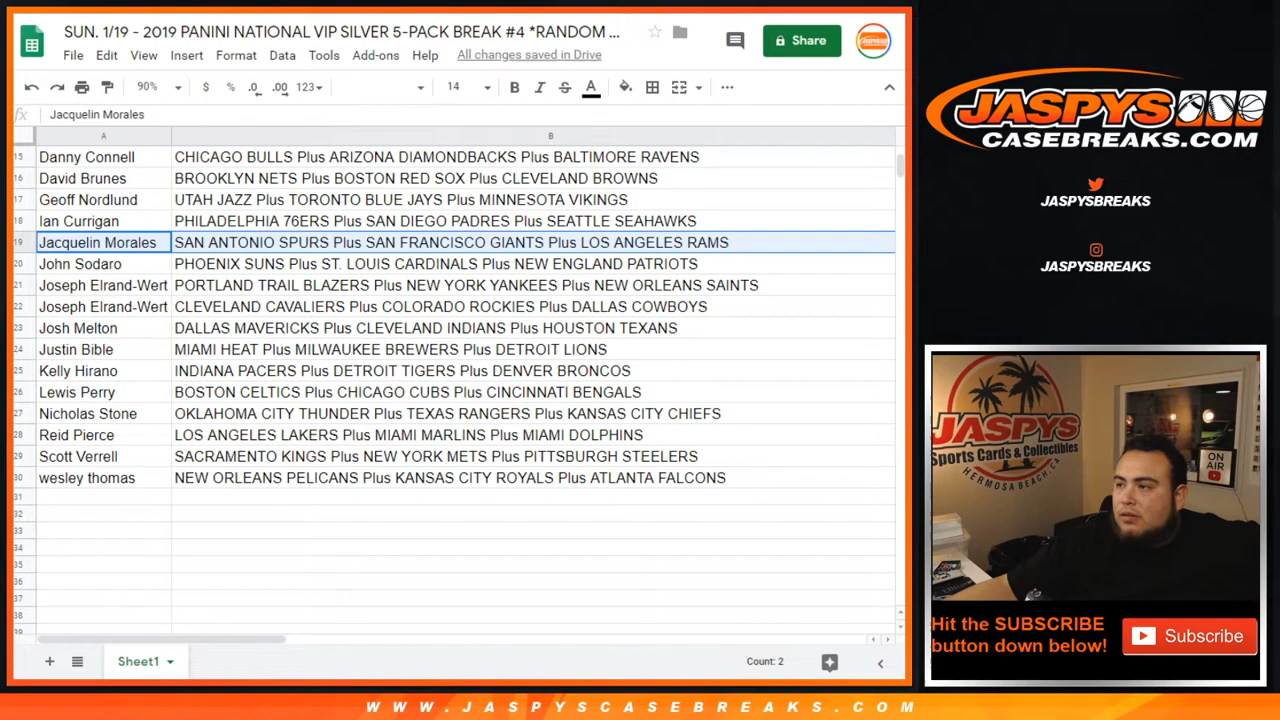 SUN. 1/19 - 2019 PANINI NATIONAL VIP SILVER 5-PACK BREAK #4 *RANDOM ...
File Edit View Insert Format Data Tools Add-ons Help All changes saved in Drive
Share
90% $ % .0 .00 123 14 B I S A
fx Jacquelin Morales
A B
15 Danny Connell CHICAGO BULLS Plus ARIZONA DIAMONDBACKS Plus BALTIMORE RAVENS
16 David Brunes BROOKLYN NETS Plus BOSTON RED SOX Plus CLEVELAND BROWNS
17 Geoff Nordlund UTAH JAZZ Plus TORONTO BLUE JAYS Plus MINNESOTA VIKINGS
18 Ian Currigan PHILADELPHIA 76ERS Plus SAN DIEGO PADRES Plus SEATTLE SEAHAWKS
19 Jacquelin Morales SAN ANTONIO SPURS Plus SAN FRANCISCO GIANTS Plus LOS ANGELES RAMS
20 John Sodaro PHOENIX SUNS Plus ST. LOUIS CARDINALS Plus NEW ENGLAND PATRIOTS
21 Joseph Elrand-Wert PORTLAND TRAIL BLAZERS Plus NEW YORK YANKEES Plus NEW ORLEANS SAINTS
22 Joseph Elrand-Wert CLEVELAND CAVALIERS Plus COLORADO ROCKIES Plus DALLAS COWBOYS
23 Josh Melton DALLAS MAVERICKS Plus CLEVELAND INDIANS Plus HOUSTON TEXANS
24 Justin Bible MIAMI HEAT Plus MILWAUKEE BREWERS Plus DETROIT LIONS
25 Kelly Hirano INDIANA PACERS Plus DETROIT TIGERS Plus DENVER BRONCOS
26 Lewis Perry BOSTON CELTICS Plus CHICAGO CUBS Plus CINCINNATI BENGALS
27 Nicholas Stone OKLAHOMA CITY THUNDER Plus TEXAS RANGERS Plus KANSAS CITY CHIEFS
28 Reid Pierce LOS ANGELES LAKERS Plus MIAMI MARLINS Plus MIAMI DOLPHINS
29 Scott Verrell SACRAMENTO KINGS Plus NEW YORK METS Plus PITTSBURGH STEELERS
30 wesley thomas NEW ORLEANS PELICANS Plus KANSAS CITY ROYALS Plus ATLANTA FALCONS
31
32
33
34
35
36
37
38
39
Sheet1
Count: 2
JASPYS
CASEBREAKS.COM
JASPYSBREAKS
JASPYSBREAKS
JASPYS
Sports Cards & Collectibles
HERMOSA BEACH, CA
ON
AIR
Hit the SUBSCRIBE
button down below!
Subscribe
WWW.JASPYSCASEBREAKS.COM